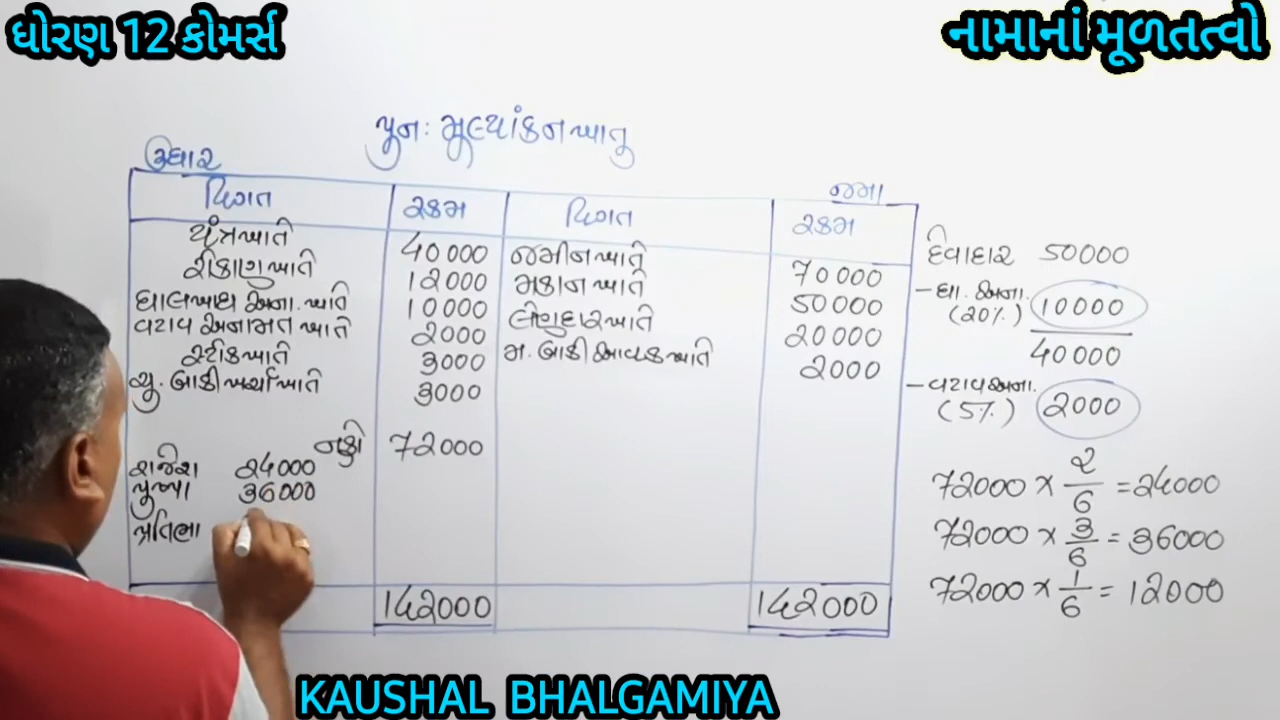 ધોરણ 12 કોમર્સ
નામાનાં મૂળતત્વો
પુનઃ મૂલ્યાંકન ખાતુ
ઉધાર
જમા
વિગત રકમ વિગત રકમ
યંત્ર ખાતે 40000 જમીન ખાતે 70000
રોકાણ ખાતે 12000 મકાન ખાતે 50000
ઘાલખાધ અના. ખાતે 10000 લેણદાર ખાતે 20000
વટાવ અનામત ખાતે 2000 મ. બાકી આવક ખાતે 2000
સ્ટોક ખાતે 3000
ચૂ. બાકી ખર્ચા ખાતે 3000
નફો 72000
રાજેશ 24000
પુષ્પા 36000
પ્રતિભા
142000 142000
દેવાદાર 50000
- ઘા. અના. 10000
(20%)
40000
- વટાવ અના. 2000
(5%)
72000 x 2/6 = 24000
72000 x 3/6 = 36000
72000 x 1/6 = 12000
KAUSHAL BHALGAMIYA